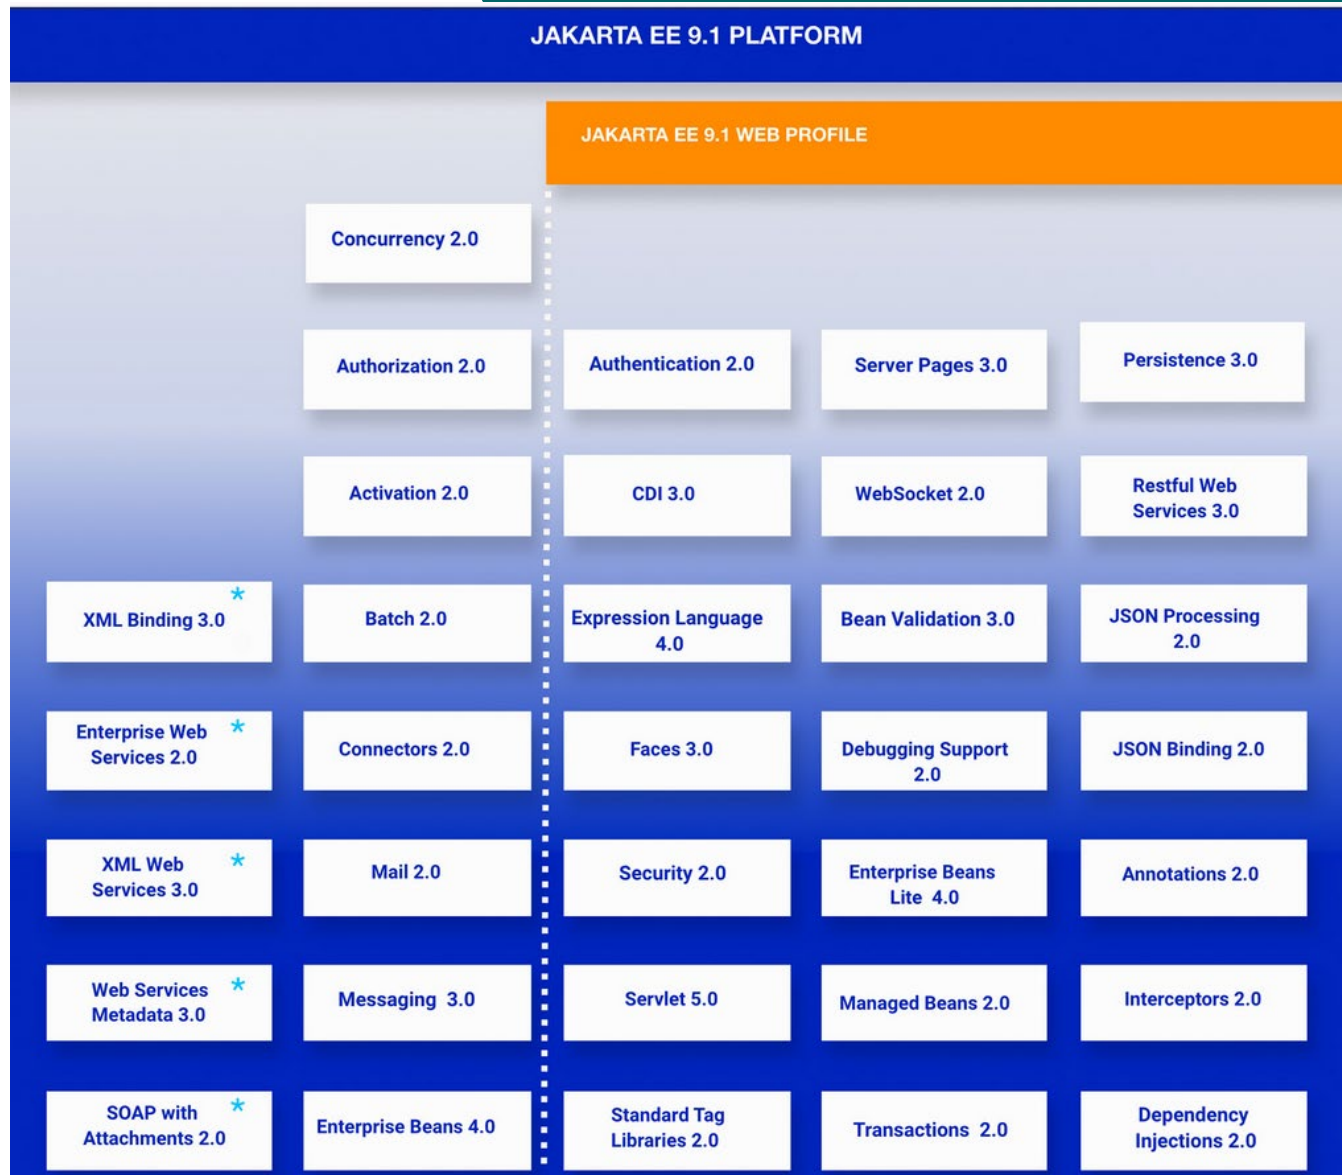 JAKARTA EE 9.1 PLATFORM
JAKARTA EE 9.1 WEB PROFILE
Concurrency 2.0
Authorization 2.0
Authentication 2.0
Server Pages 3.0
Persistence 3.0
Activation 2.0
CDI 3.0
WebSocket 2.0
Restful Web
Services 3.0
XML Binding 3.0
*
Batch 2.0
Expression Language
4.0
Bean Validation 3.0
JSON Processing
2.0
Enterprise Web
Services 2.0
*
Connectors 2.0
Faces 3.0
Debugging Support
2.0
JSON Binding 2.0
XML Web
Services 3.0
*
Mail 2.0
Security 2.0
Enterprise Beans
Lite 4.0
Annotations 2.0
Web Services
Metadata 3.0
*
Messaging 3.0
Servlet 5.0
Managed Beans 2.0
Interceptors 2.0
SOAP with
Attachments 2.0
*
Enterprise Beans 4.0
Standard Tag
Libraries 2.0
Transactions 2.0
Dependency
Injections 2.0